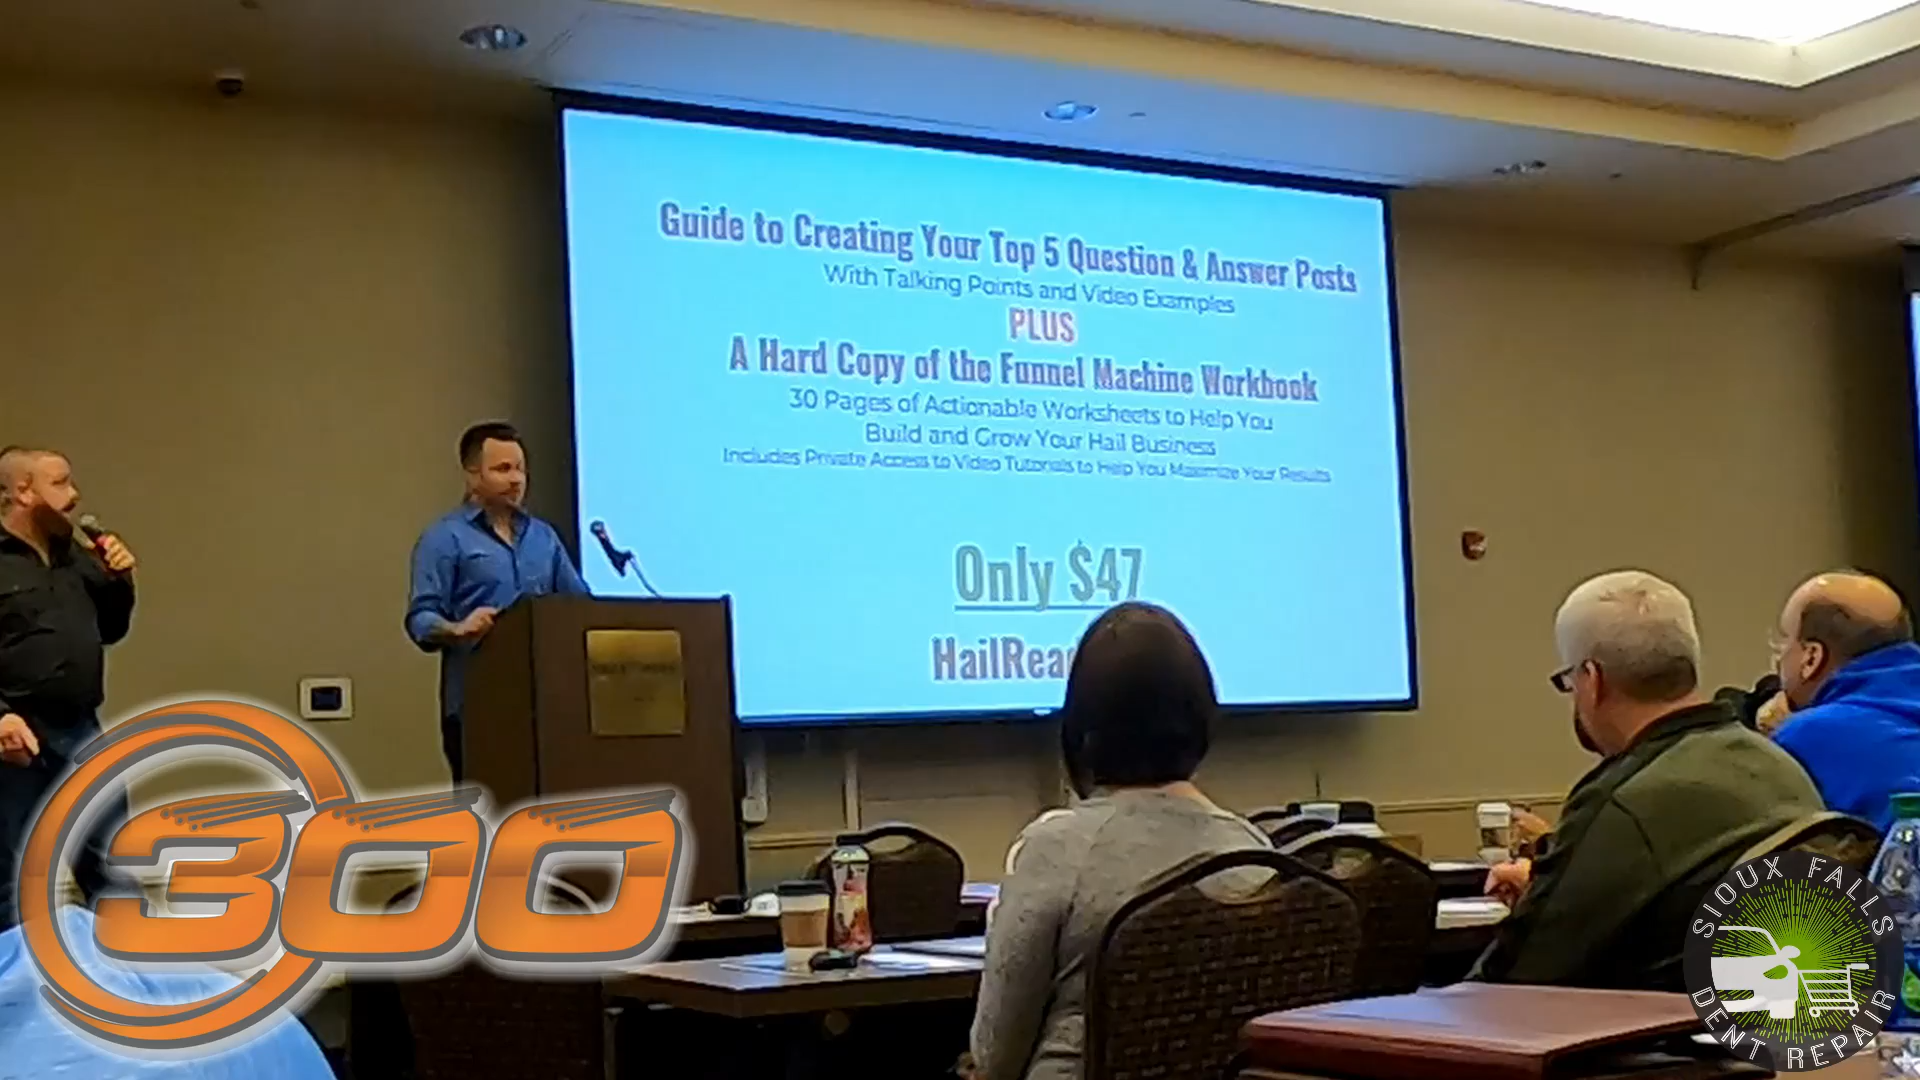 Guide to Creating Your Top 5 Question & Answer Posts
With Talking Points and Video Examples
PLUS
A Hard Copy of the Funnel Machine Workbook
30 Pages of Actionable Worksheets to Help You
Build and Grow Your Hail Business
Includes Private Access to Video Tutorials to Help You Maximize Your Results
Only $47
HailRea
300
SIOUX FALLS
DENT REPAIR